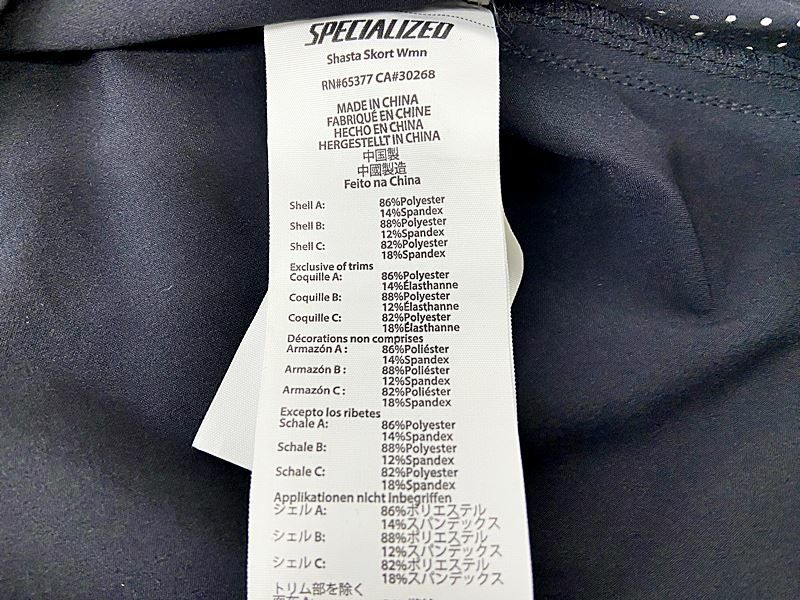 SPECIALIZED
Shasta Skort Wmn
RN#65377 CA#30268
MADE IN CHINA
FABRIQUÉ EN CHINE
HECHO EN CHINA
HERGESTELLT IN CHINA
中国製
中國製造
Feito na China
Shell A: 86%Polyester
14%Spandex
Shell B: 88%Polyester
12%Spandex
Shell C: 82%Polyester
18%Spandex
Exclusive of trims
Coquille A: 86%Polyester
14%Élasthanne
Coquille B: 88%Polyester
12%Élasthanne
Coquille C: 82%Polyester
18%Élasthanne
Décorations non comprises
Armazón A : 86%Poliéster
14%Spandex
Armazón B : 88%Poliéster
12%Spandex
Armazón C : 82%Poliéster
18%Spandex
Excepto los ribetes
Schale A: 86%Polyester
14%Spandex
Schale B: 88%Polyester
12%Spandex
Schale C: 82%Polyester
18%Spandex
Applikationen nicht inbegriffen
シェル A: 86%ポリエステル
14%スパンデックス
シェル B: 88%ポリエステル
12%スパンデックス
シェル C: 82%ポリエステル
18%スパンデックス
トリム部を除く